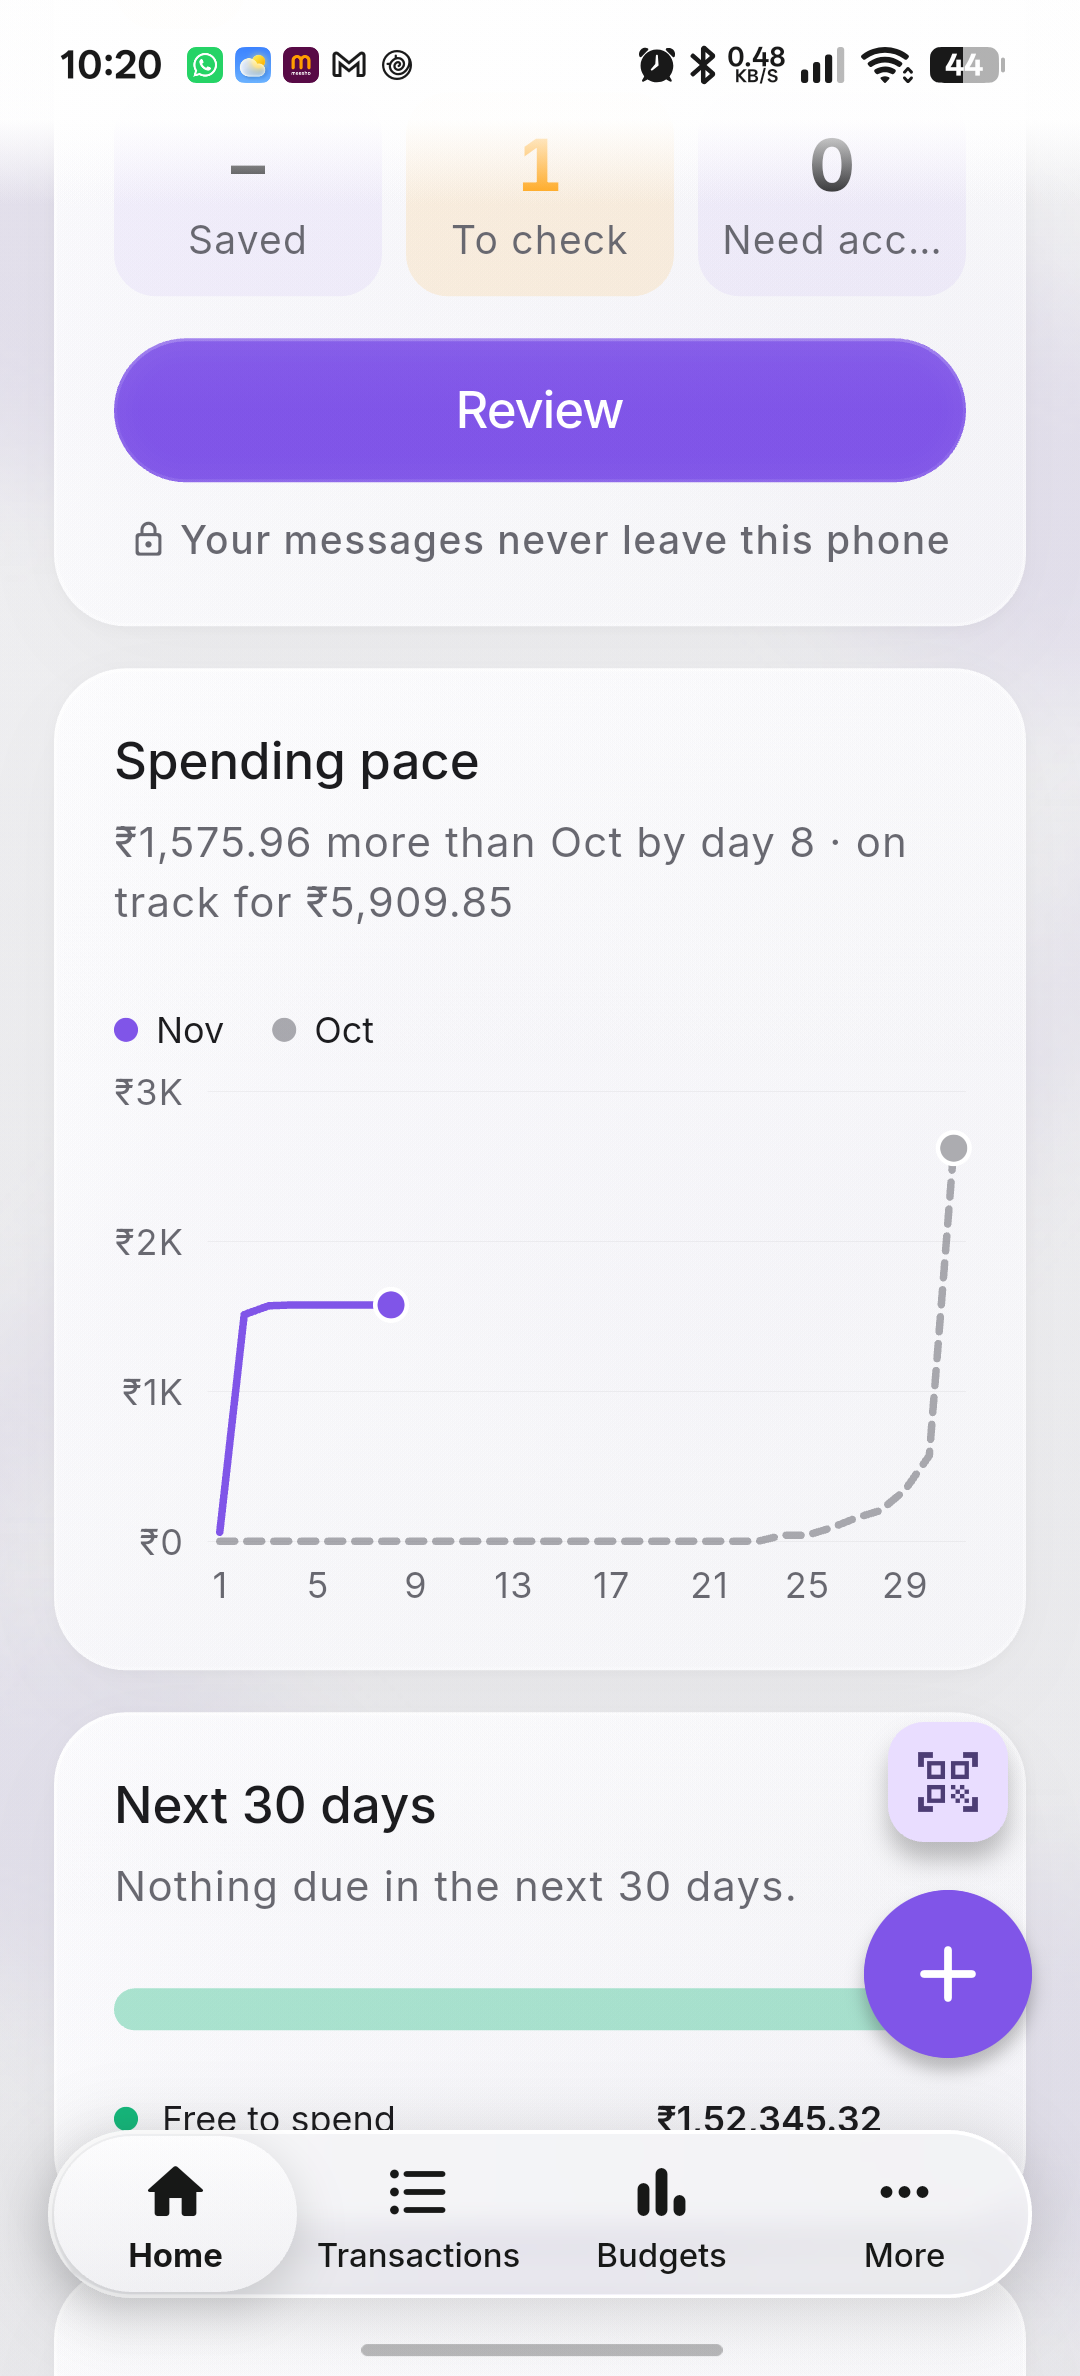 10:20
meesho
0.48
KB/S
44
–
Saved
1
To check
0
Need acc...
Review
Your messages never leave this phone
Spending pace
₹1,575.96 more than Oct by day 8 · on
track for ₹5,909.85
Nov
Oct
₹3K
₹2K
₹1K
₹0
1 5 9 13 17 21 25 29
Next 30 days
Nothing due in the next 30 days.
Free to spend
₹1,52,345.32
Home
Transactions
Budgets
More